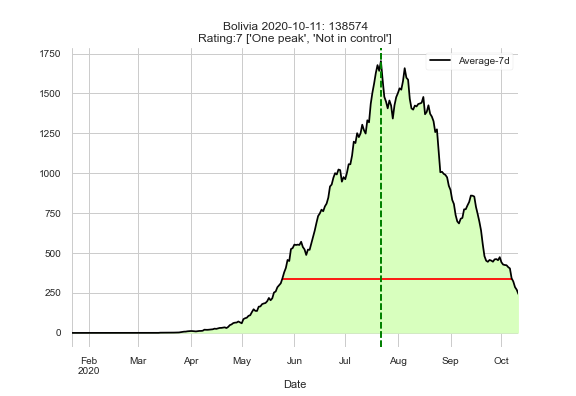 Bolivia 2020-10-11: 138574
Rating:7 ['One peak', 'Not in control']
Average-7d
1750
1500
1250
1000
750
500
250
0
Feb Mar Apr May Jun Jul Aug Sep Oct
2020
Date